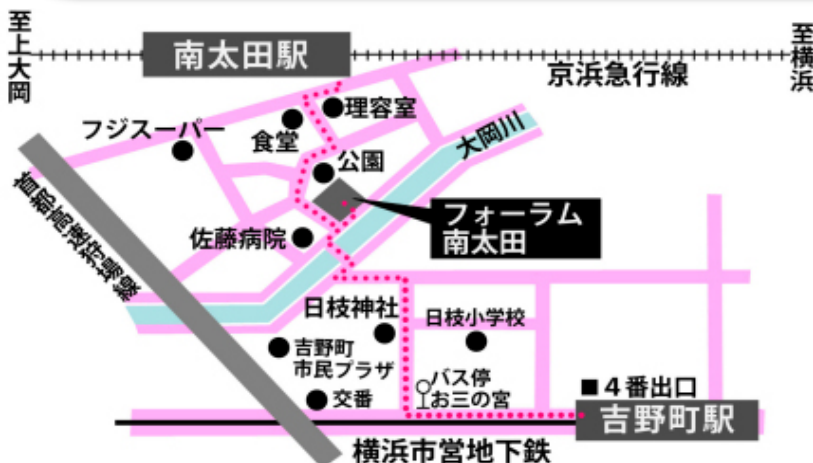 至上大岡
南太田駅
至横浜
京浜急行線
理容室
フジスーパー
食堂
大岡川
公園
首都高速狩場線
フォーラム
南太田
佐藤病院
日枝神社
日枝小学校
吉野町
市民プラザ
バス停
お三の宮
交番
■４番出口
吉野町駅
横浜市営地下鉄